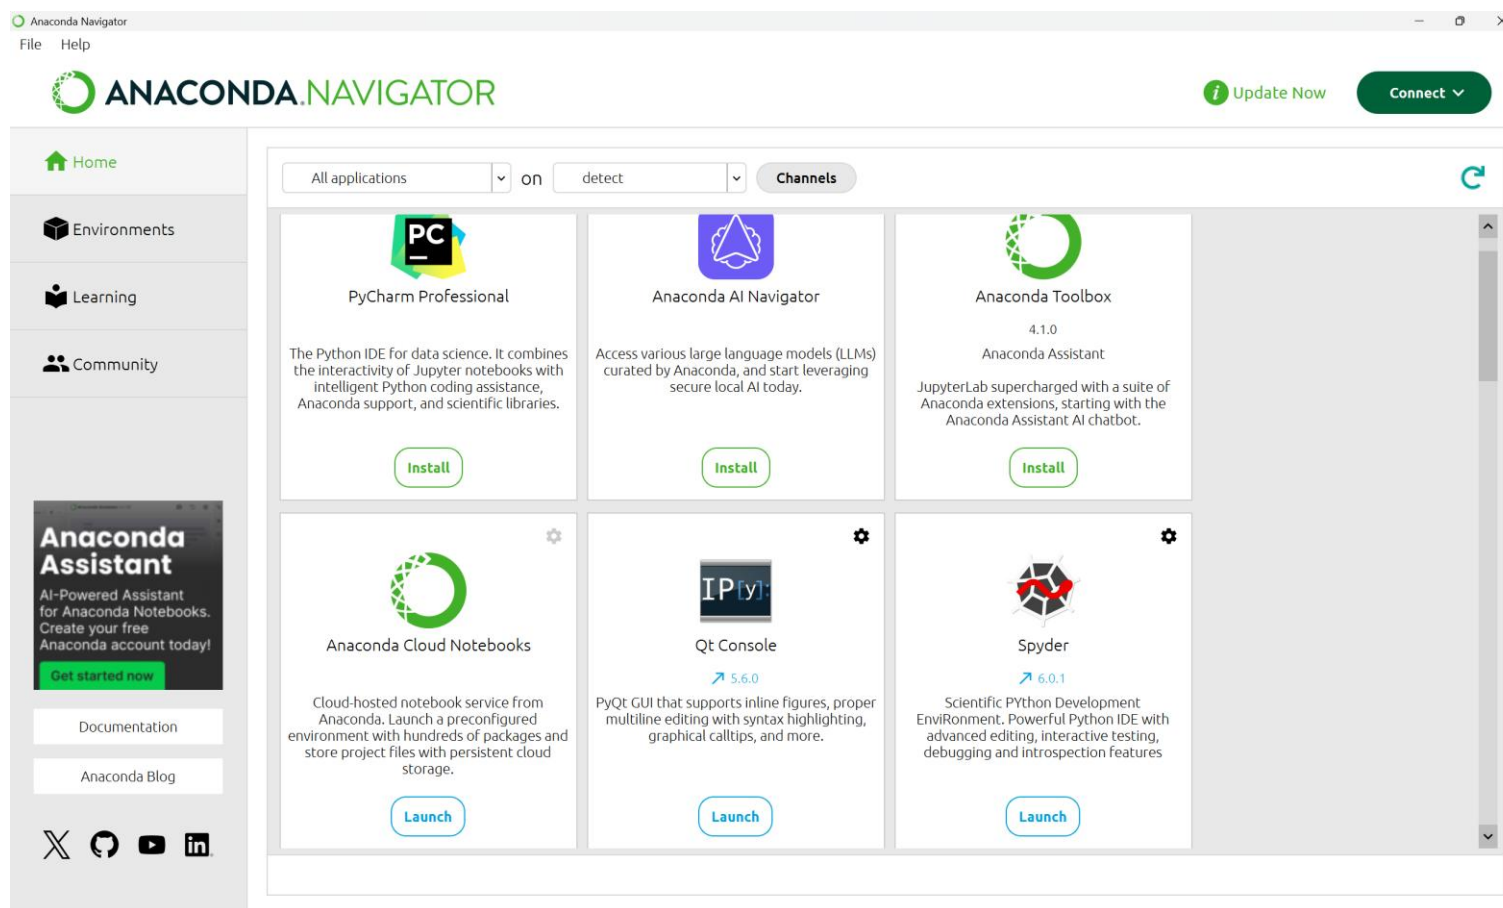 Anaconda Navigator
File Help
ANACONDA.NAVIGATOR
i Update Now
Connect
Home
All applications on detect Channels
Environments
Learning
Community
PC
PyCharm Professional
The Python IDE for data science. It combines
the interactivity of Jupyter notebooks with
intelligent Python coding assistance,
Anaconda support, and scientific libraries.
Install
Anaconda AI Navigator
Access various large language models (LLMs)
curated by Anaconda, and start leveraging
secure local AI today.
Install
Anaconda Toolbox
4.1.0
Anaconda Assistant
JupyterLab supercharged with a suite of
Anaconda extensions, starting with the
Anaconda Assistant AI chatbot.
Install
Anaconda Cloud Notebooks
Cloud-hosted notebook service from
Anaconda. Launch a preconfigured
environment with hundreds of packages and
store project files with persistent cloud
storage.
Launch
IP[y]:
Qt Console
5.6.0
PyQt GUI that supports inline figures, proper
multiline editing with syntax highlighting,
graphical calltips, and more.
Launch
Spyder
6.0.1
Scientific PYthon Development
EnviRonment. Powerful Python IDE with
advanced editing, interactive testing,
debugging and introspection features
Launch
Anaconda
Assistant
AI-Powered Assistant
for Anaconda Notebooks.
Create your free
Anaconda account today!
Get started now
Documentation
Anaconda Blog
in